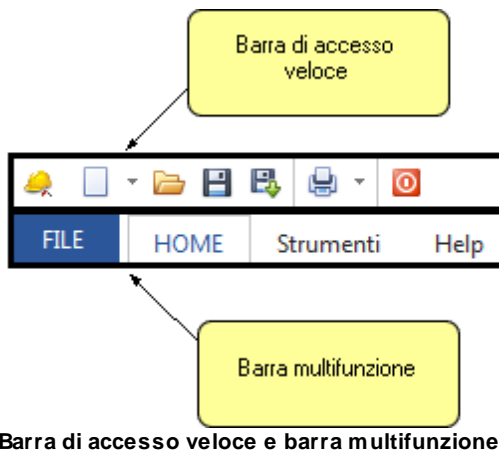 Barra di accesso
veloce
FILE HOME Strumenti Help
Barra multifunzione
Barra di accesso veloce e barra multifunzione